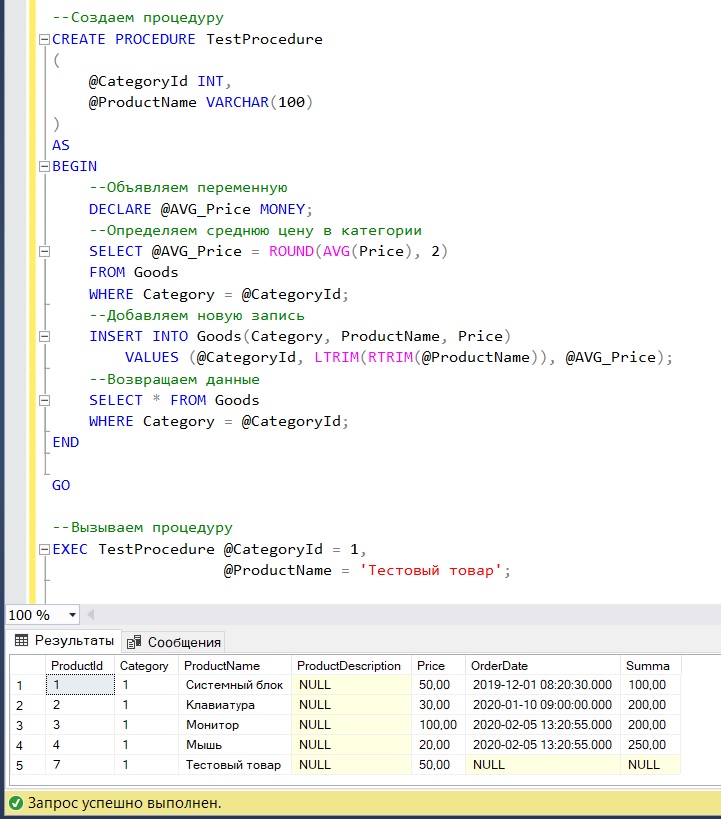 --Создаем процедуру
CREATE PROCEDURE TestProcedure
(
@CategoryId INT,
@ProductName VARCHAR(100)
)
AS
BEGIN
--Объявляем переменную
DECLARE @AVG_Price MONEY;
--Определяем среднюю цену в категории
SELECT @AVG_Price = ROUND(AVG(Price), 2)
FROM Goods
WHERE Category = @CategoryId;
--Добавляем новую запись
INSERT INTO Goods(Category, ProductName, Price)
VALUES (@CategoryId, LTRIM(RTRIM(@ProductName)), @AVG_Price);
--Возвращаем данные
SELECT * FROM Goods
WHERE Category = @CategoryId;
END
GO
--Вызываем процедуру
EXEC TestProcedure @CategoryId = 1,
@ProductName = 'Тестовый товар';
100 %
Результаты Сообщения
ProductId Category ProductName ProductDescription Price OrderDate Summa
1 1 1 Системный блок NULL 50,00 2019-12-01 08:20:30.000 100,00
2 2 1 Клавиатура NULL 30,00 2020-01-10 09:00:00.000 200,00
3 3 1 Монитор NULL 100,00 2020-02-05 13:20:55.000 200,00
4 4 1 Мышь NULL 20,00 2020-02-05 13:20:55.000 250,00
5 7 1 Тестовый товар NULL 50,00 NULL NULL
Запрос успешно выполнен.